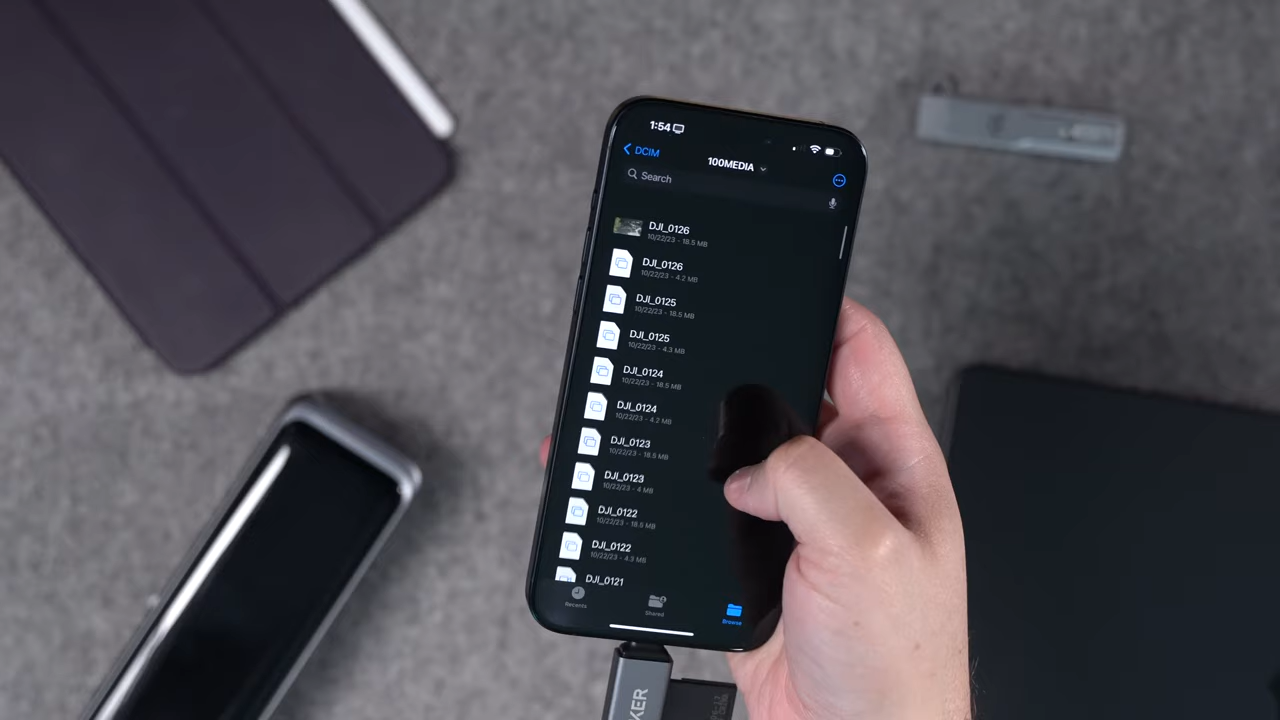 1:54
DCIM
100MEDIA
Search
DJI_0126
10/22/23 - 18.5 MB
DJI_0126
10/22/23 - 4.2 MB
DJI_0125
10/22/23 - 18.5 MB
DJI_0125
10/22/23 - 4.3 MB
DJI_0124
10/22/23 - 18.5 MB
DJI_0124
10/22/23 - 4.2 MB
DJI_0123
10/22/23 - 18.5 MB
DJI_0123
10/22/23 - 4 MB
DJI_0122
10/22/23 - 18.5 MB
DJI_0122
10/22/23 - 4.3 MB
DJI_0121
Recents
Shared
Browse
KER